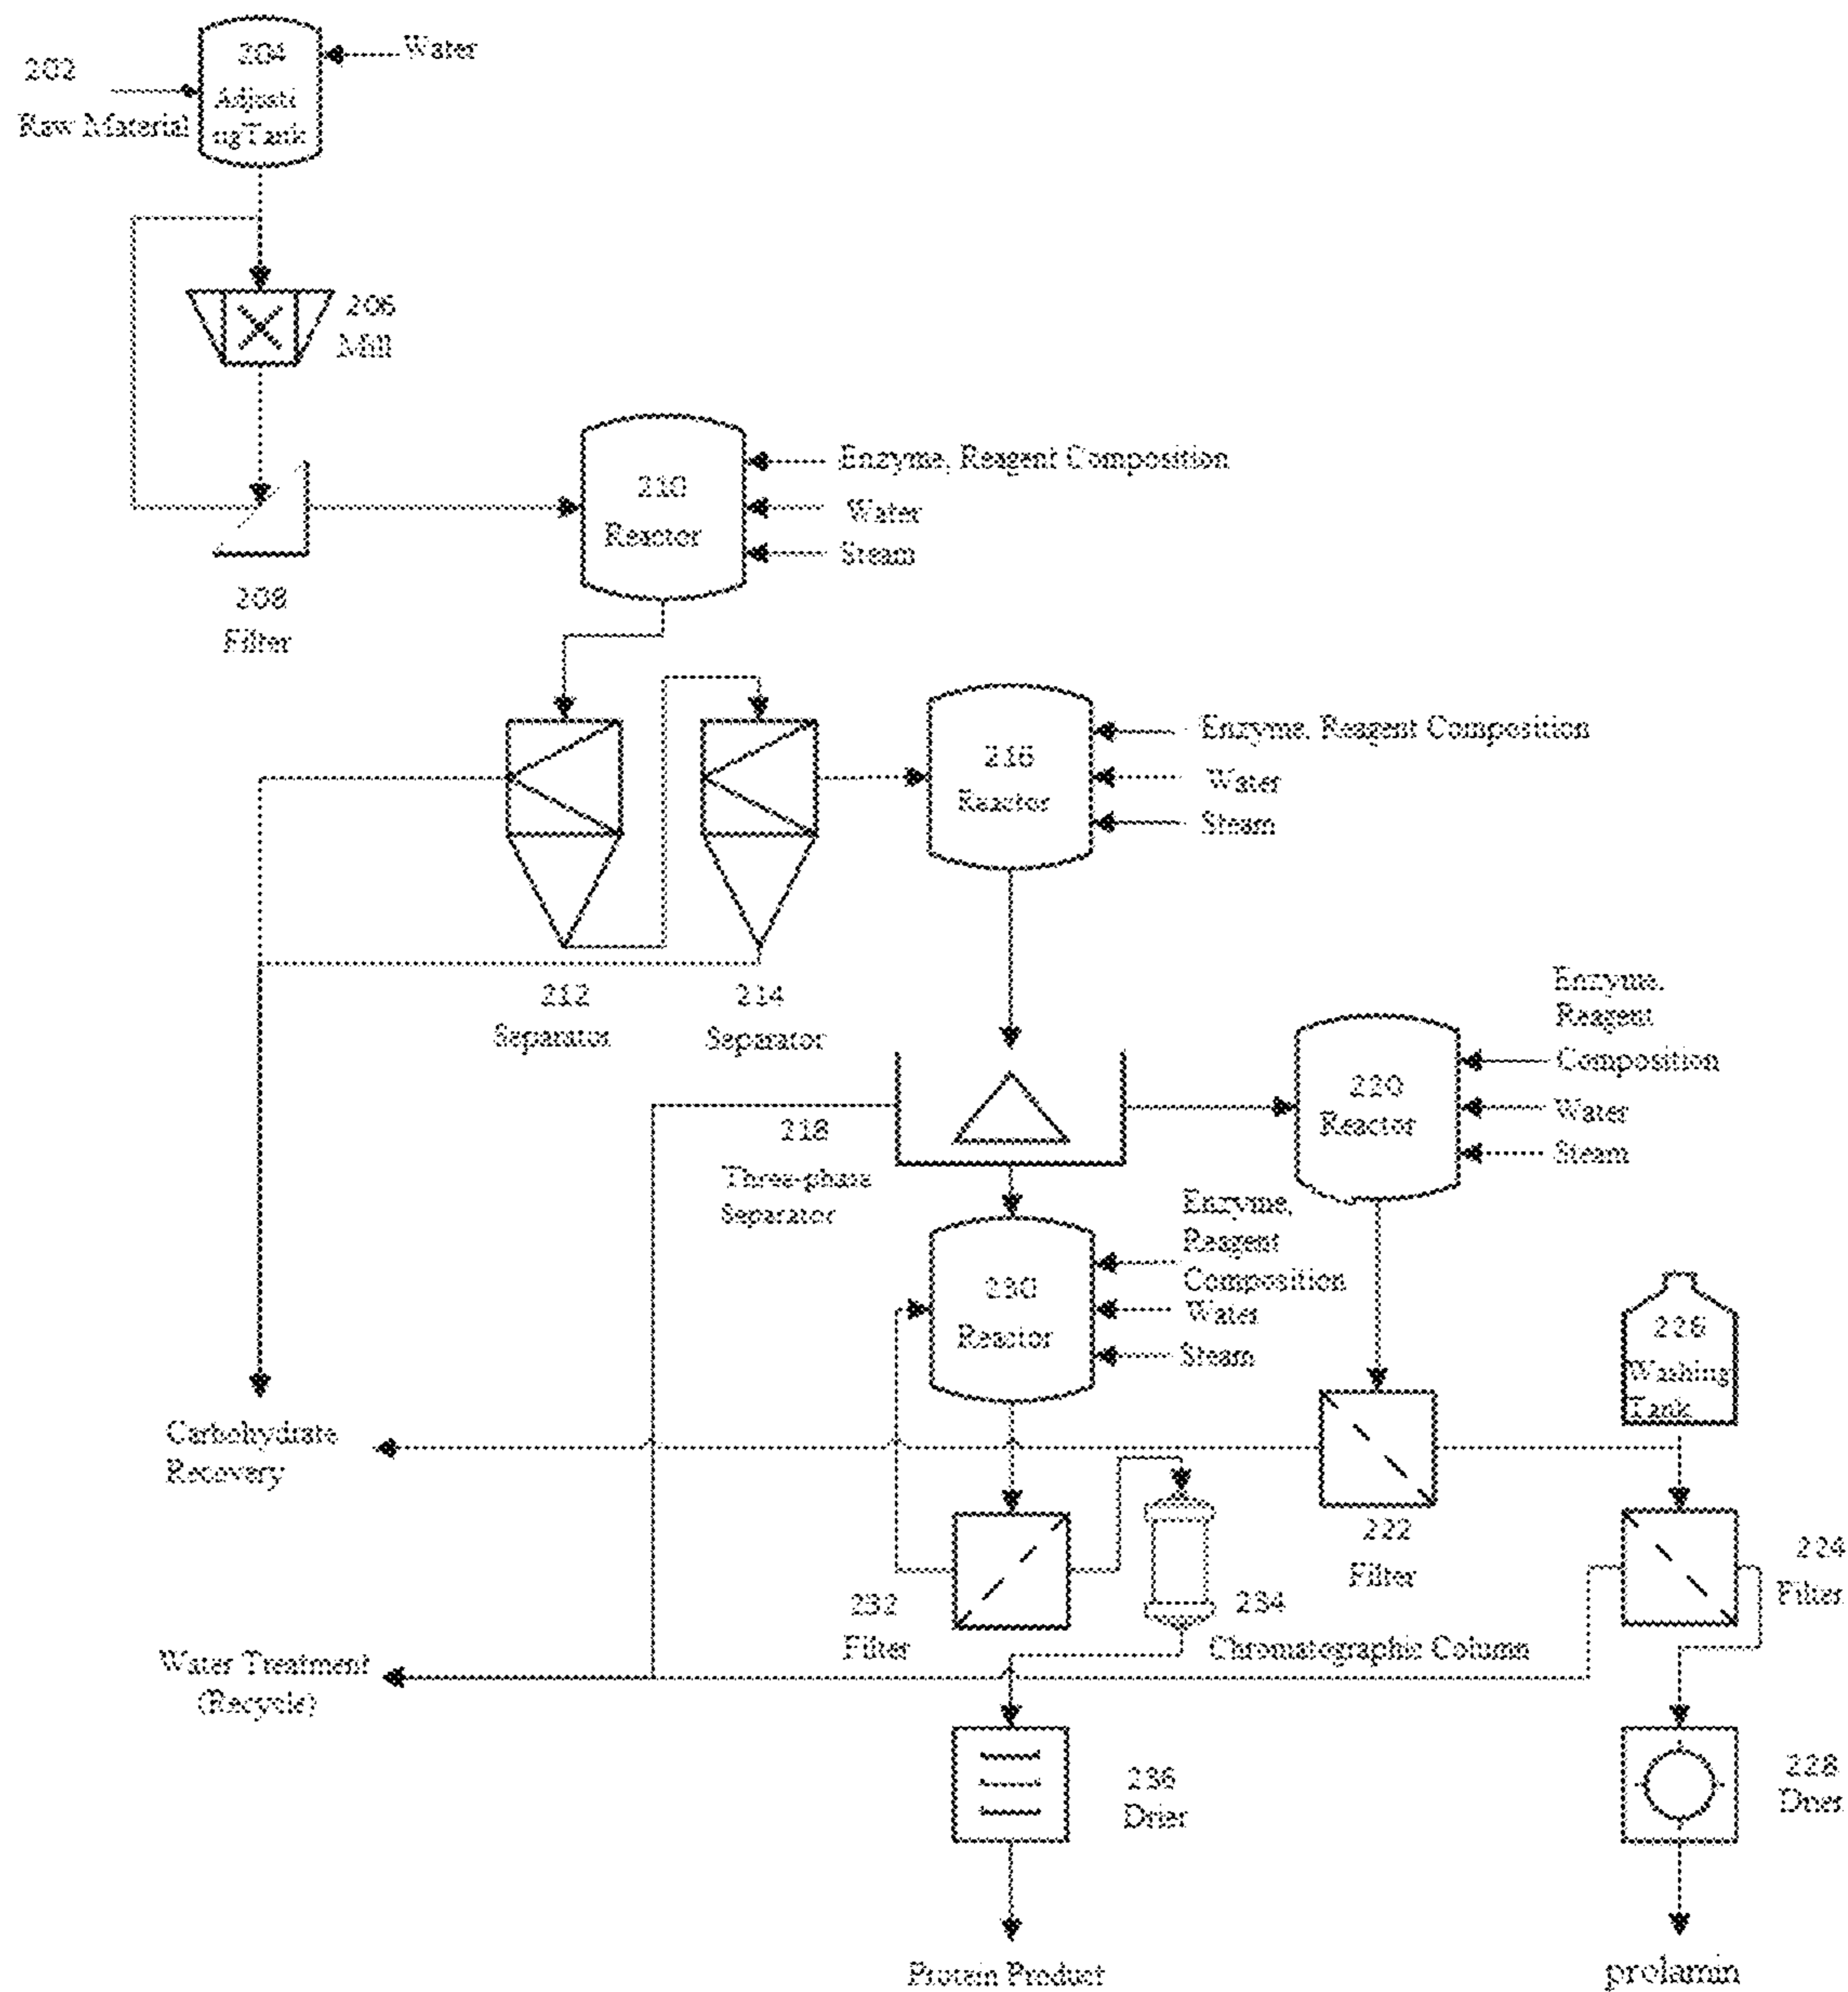 202
Raw Material
204
Adjusti
ngTank
Water
206
Mill
208
Filter
210
Reactor
Enzyme, Reagent Composition
Water
Steam
212
Separator
214
Separator
216
Reactor
Enzyme, Reagent Composition
Water
Steam
218
Three-phase
Separator
220
Reactor
Enzyme,
Reagent
Composition
Water
Steam
230
Reactor
Enzyme,
Reagent
Composition
Water
Steam
226
Washing
Tank
Carbohydrate
Recovery
222
Filter
224
Filter
232
Filter
234
Chromatographic Column
Water Treatment
(Recycle)
236
Drier
228
Drier
Protein Product
prolamin